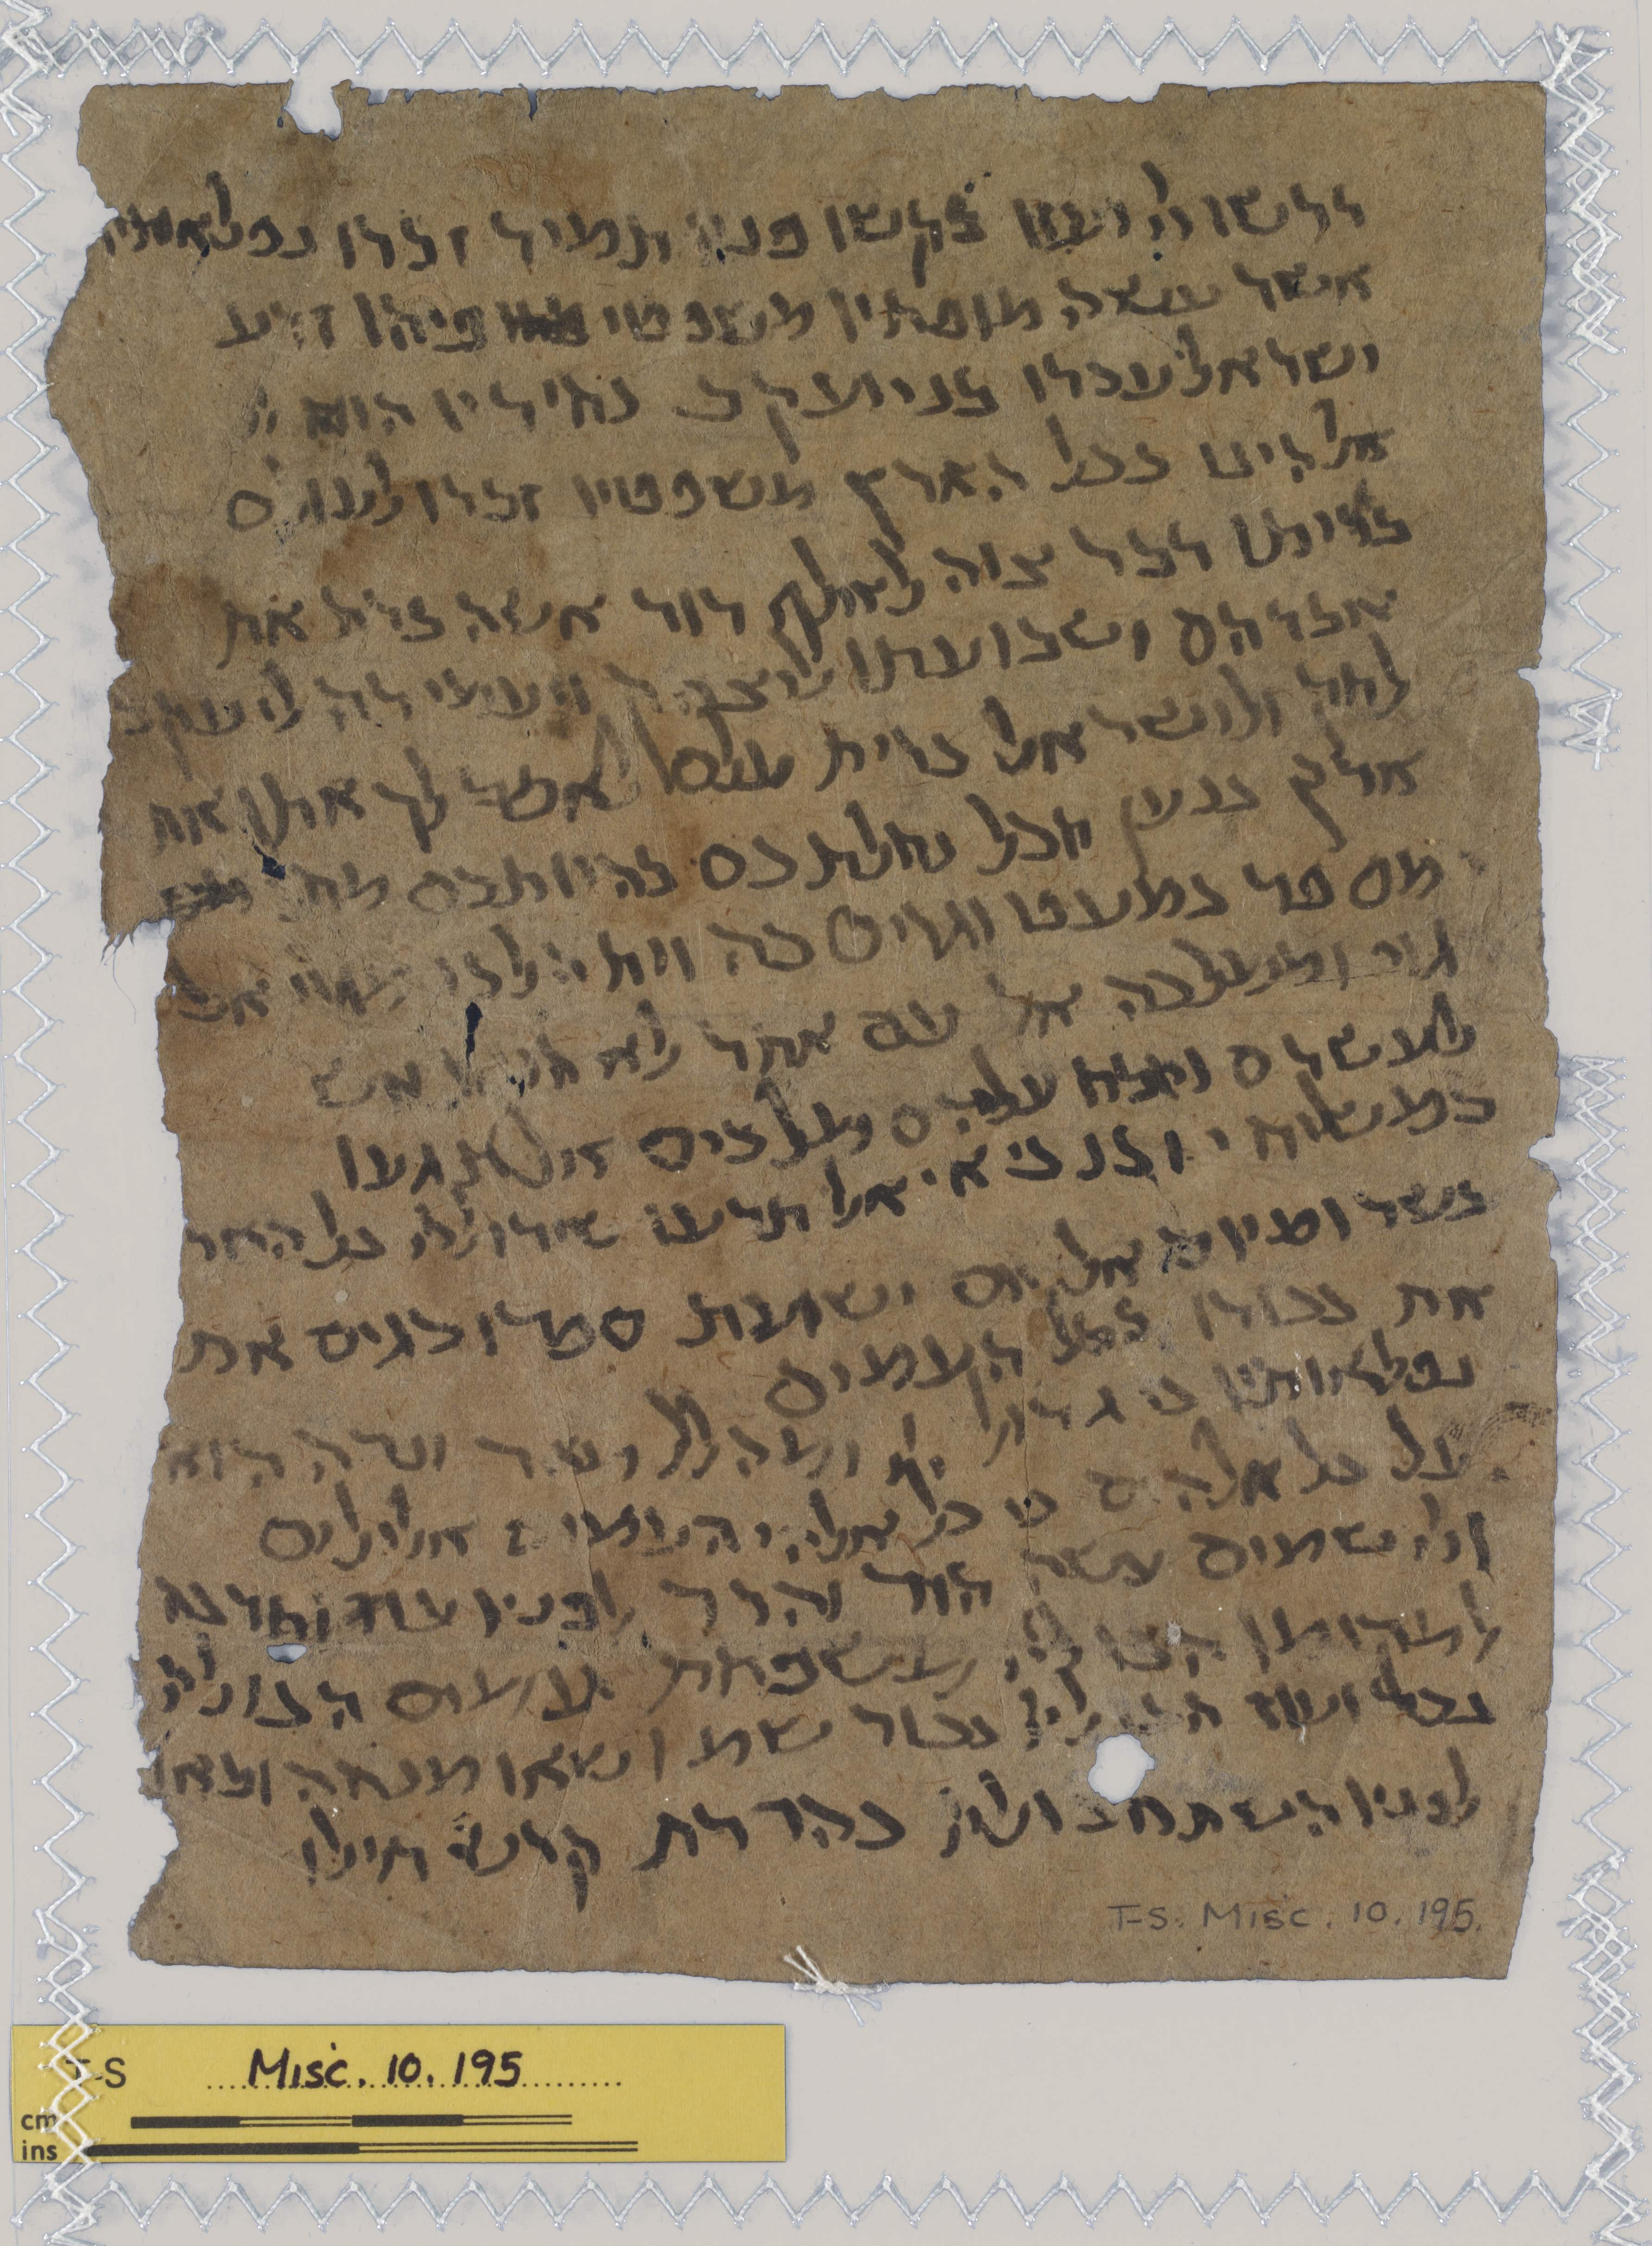 דרשו ועוזו בקשו פניו תמיד זכרו נפלאותיו
אשר עשה מופתיו משפטי פיהו זרע
ישראל עבדו בני יעקב בחיריו הוא יי
אלהינו בכל הארץ משפטיו זכרו לעולם
בריתו דבר צוה לאלף דור אשר כרת את
אברהם ושבועתו ליצחק ויעמידה ליעקב
לחק ולישראל ברית עולם לאמר לך אתן את
ארץ כנען חבל נחלתכם בהיותכם מתי
מספר כמעט וגרים בה ויתהלכו מגוי אל
גוי וממלכה אל עם אחר לא הניח איש
לעשקם ויוכח עליהם מלכים אל תגעו
במשיחי ובנביאי אל תרעו שירו ליי כל האר
בשרו מיום אל יום ישועתו ספרו בגוים את
את כבודו בכל העמים
נפלאותיו כי גדול יי ומהלל מאד ונורא הוא
על כל אלהים כי כל אלהי העמים אלילים
ויי שמים עשה הוד והדר לפניו עוז וחדוה
במקומו הבו ליי משפחות עמים הבו ליי
כבוד ועוז הבו ליי כבוד שמו שאו מנחה ובאו
לפניו השתחוו ליי בהדרת קדש חילו
T-S. Misc. 10. 195.
T-S Misc. 10. 195
cm
ins